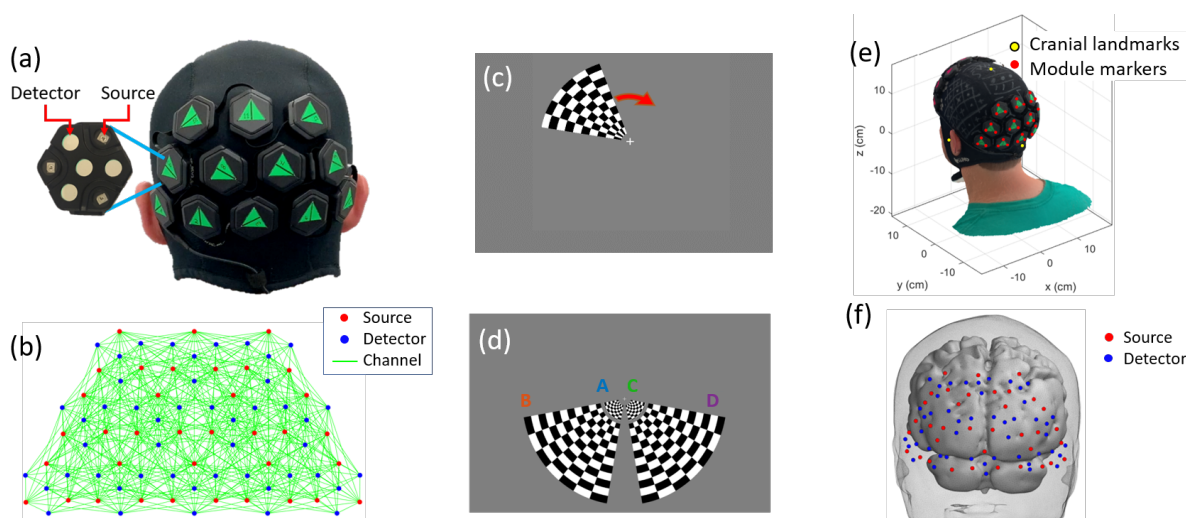 (a)
Detector
Source
(b)
Source
Detector
Channel
(c)
(d)
A
C
B
D
(e)
Cranial landmarks
Module markers
10
0
-10
-20
z (cm)
10
0
-10
y (cm)
-10
0
10
x (cm)
(f)
Source
Detector